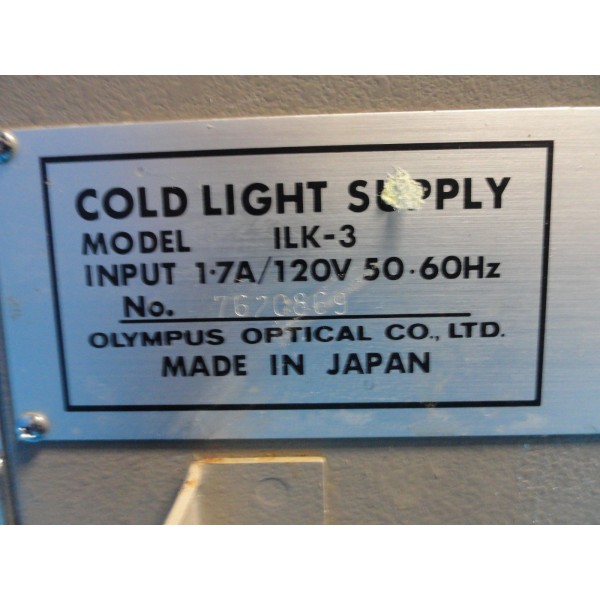 COLD LIGHT SUPPLY
MODEL ILK-3
INPUT 1·7A/120V 50·60Hz
No. 7620869
OLYMPUS OPTICAL CO., LTD.
MADE IN JAPAN